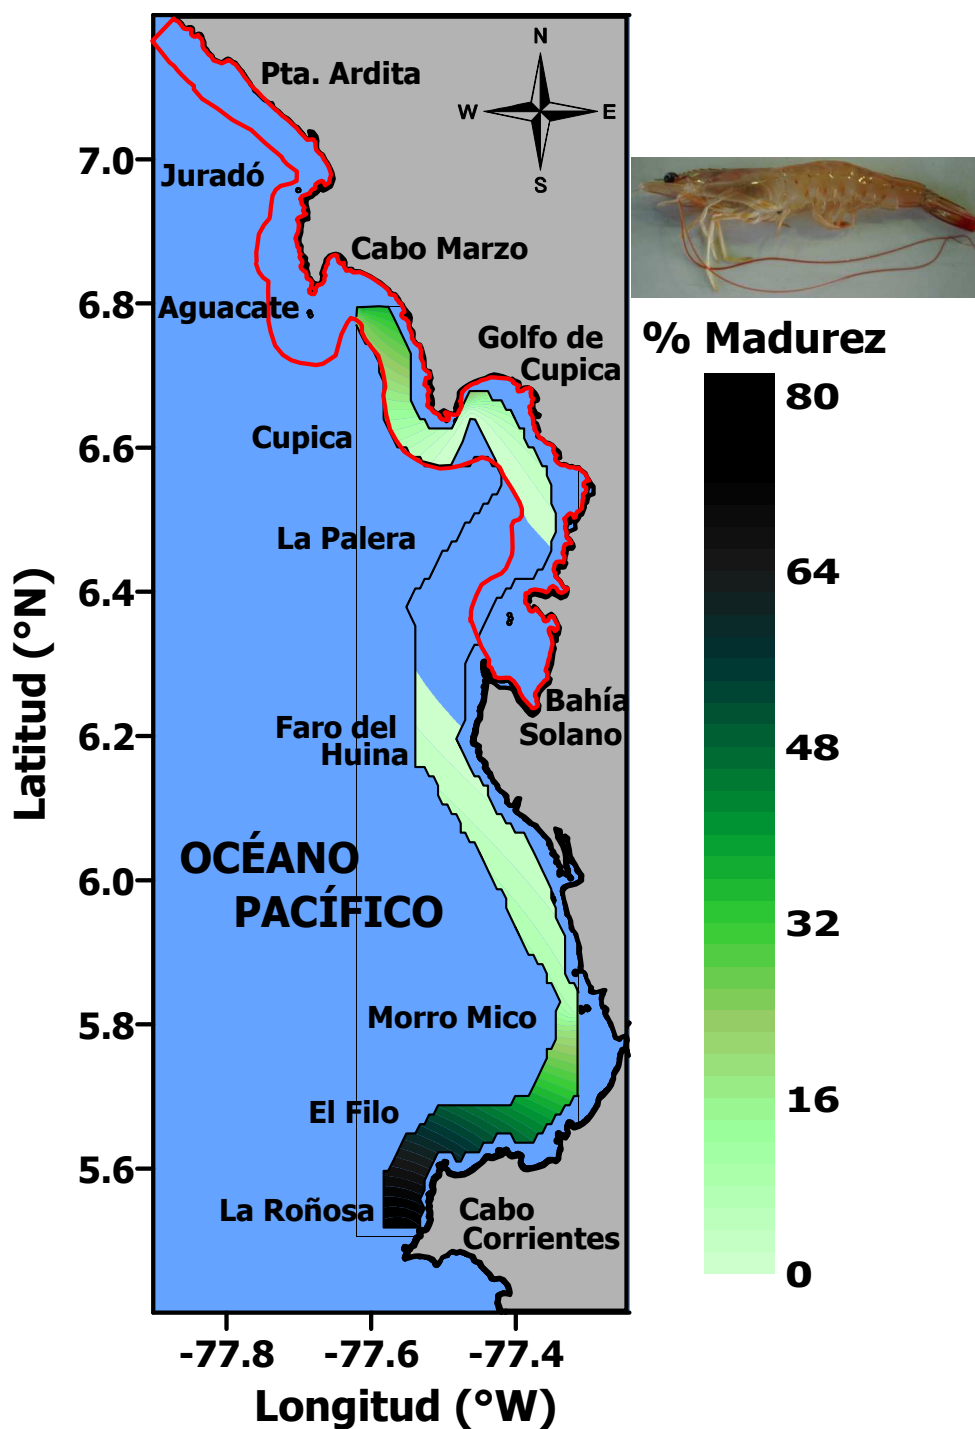 N
Pta. Ardita
W
E
S
7.0
Juradó
Cabo Marzo
6.8
Aguacate
% Madurez
Golfo de
Cupica
80
Cupica
6.6
La Palera
64
6.4
Latitud (°N)
Bahía
Solano
Faro del
Huina
6.2
48
OCÉANO
PACÍFICO
6.0
32
Morro Mico
5.8
16
El Filo
5.6
La Roñosa
Cabo
Corrientes
0
-77.8
-77.6
-77.4
Longitud (°W)